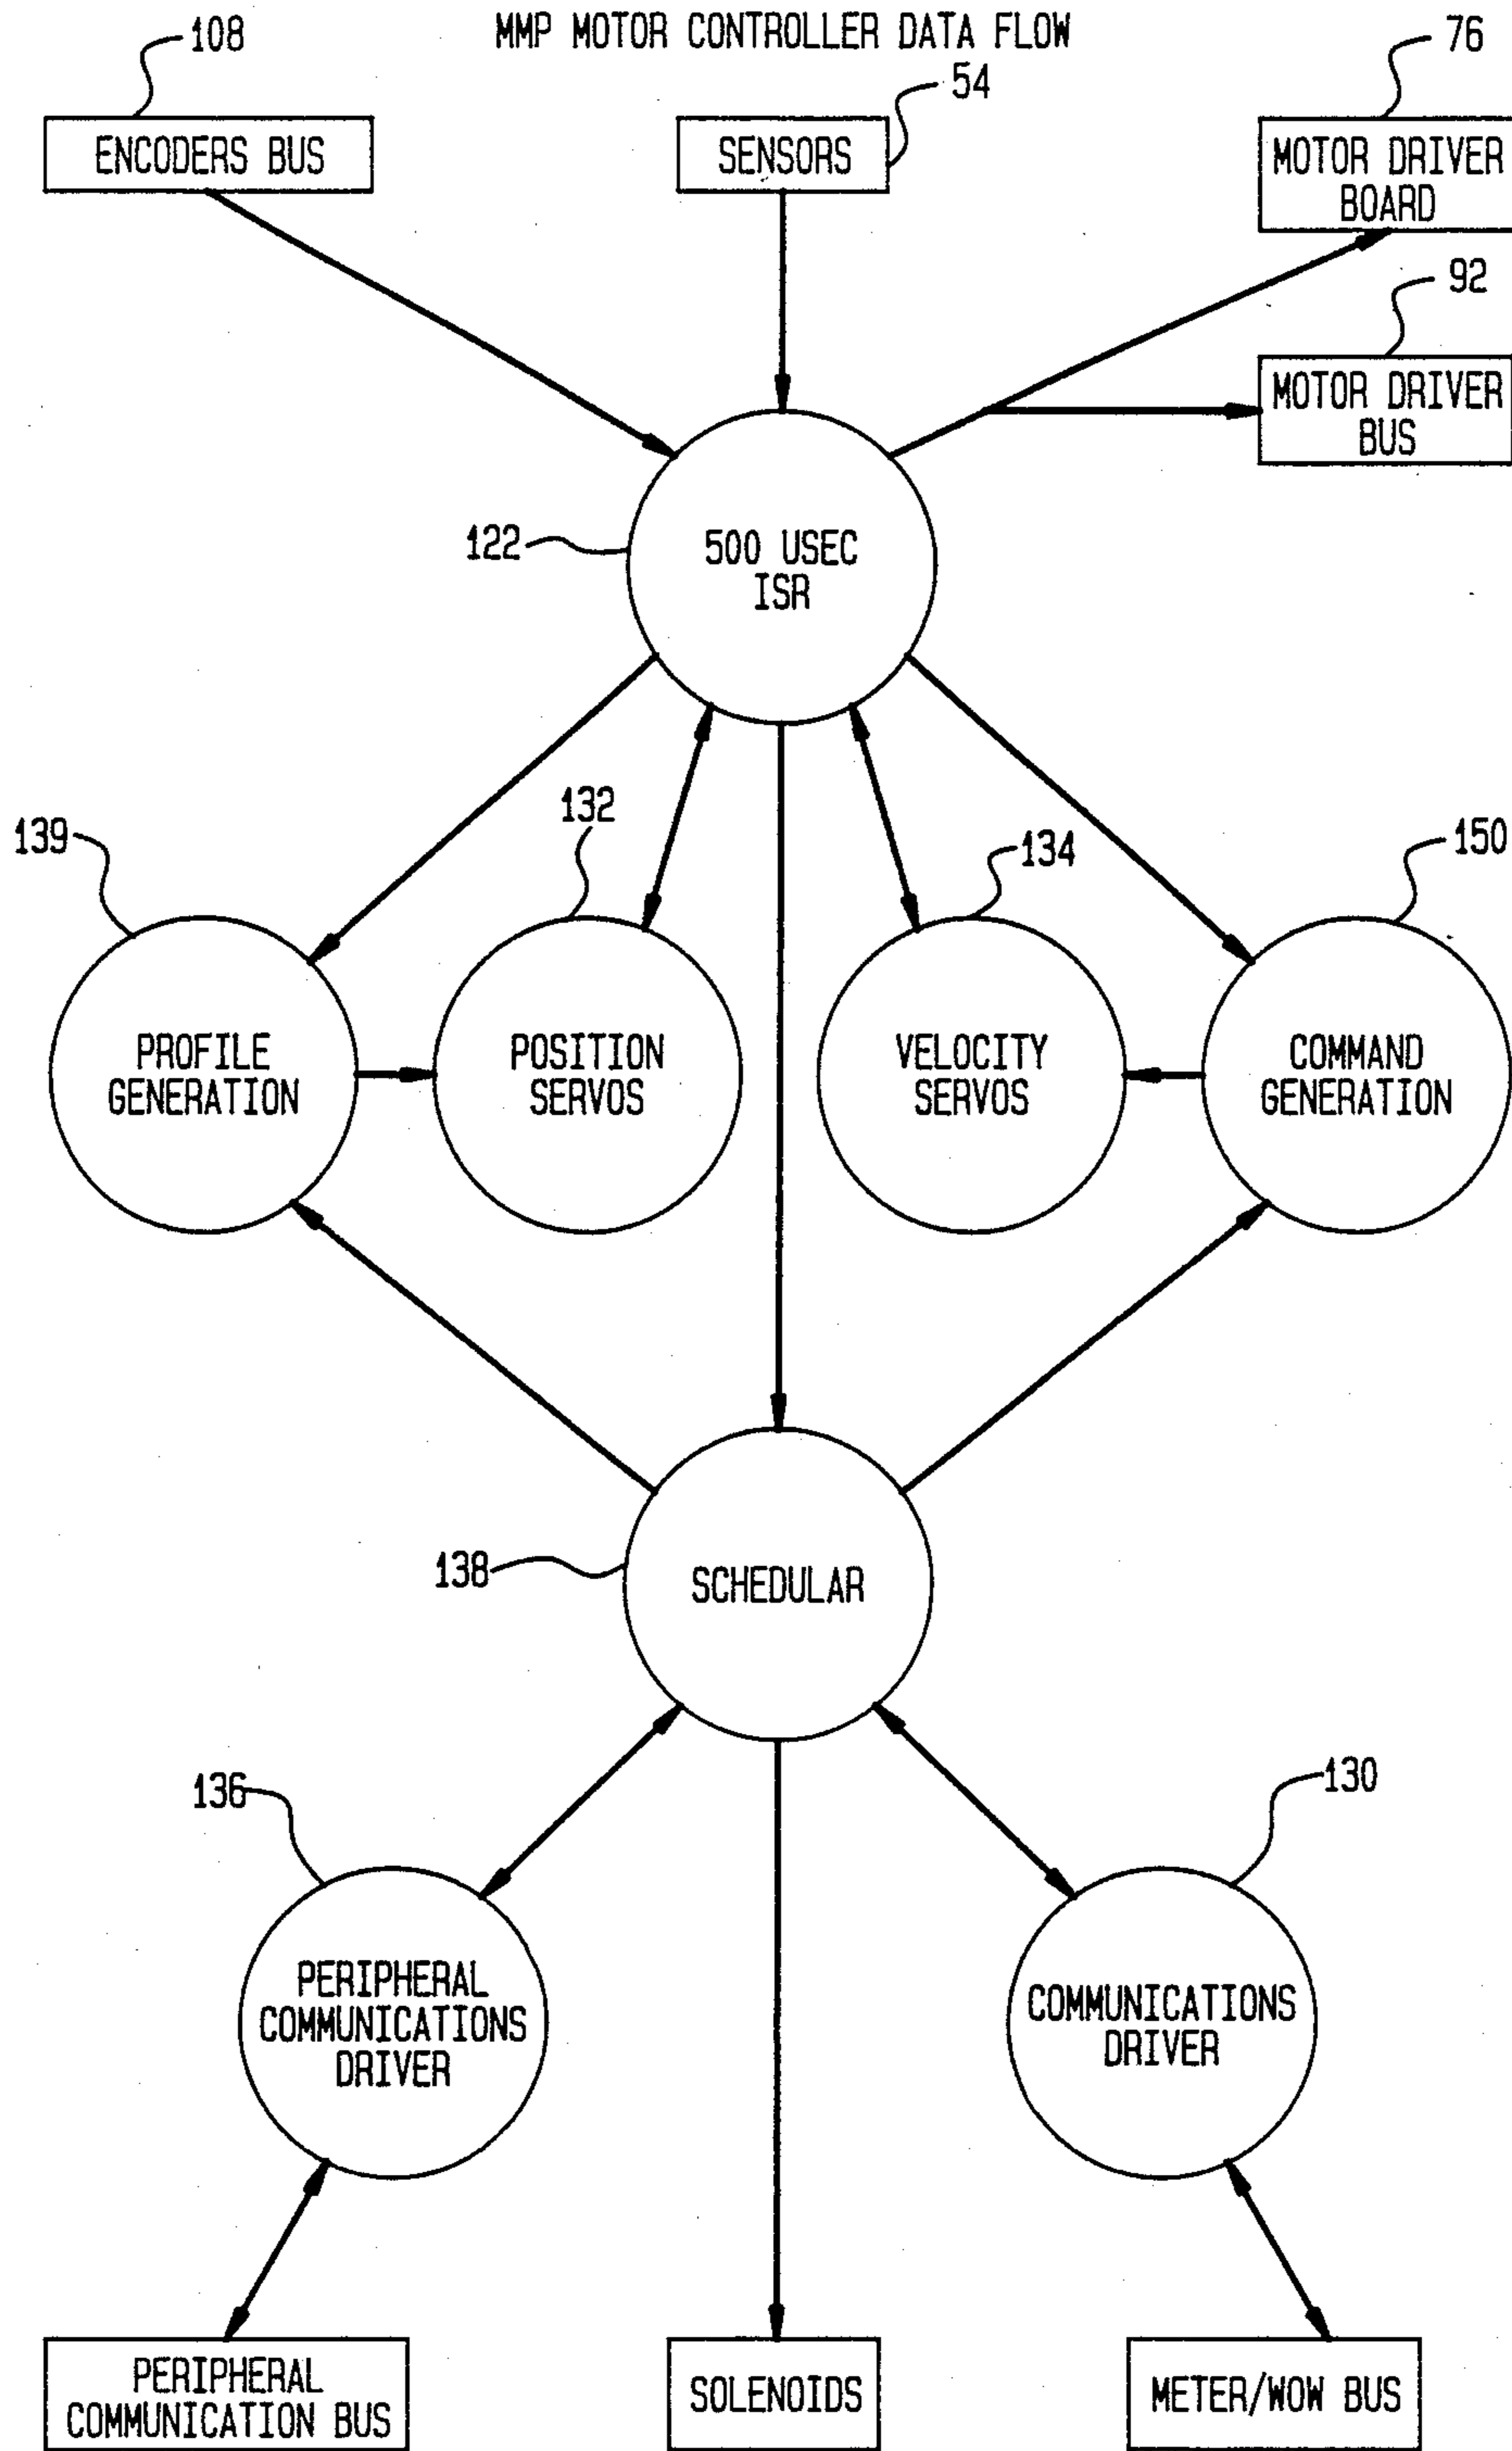 MMP MOTOR CONTROLLER DATA FLOW
108
54
76
ENCODERS BUS
SENSORS
MOTOR DRIVER
BOARD
92
MOTOR DRIVER
BUS
122
500 USEC
ISR
139
132
134
150
PROFILE
GENERATION
POSITION
SERVOS
VELOCITY
SERVOS
COMMAND
GENERATION
138
SCHEDULAR
136
130
PERIPHERAL
COMMUNICATIONS
DRIVER
COMMUNICATIONS
DRIVER
PERIPHERAL
COMMUNICATION BUS
SOLENOIDS
METER/WOW BUS